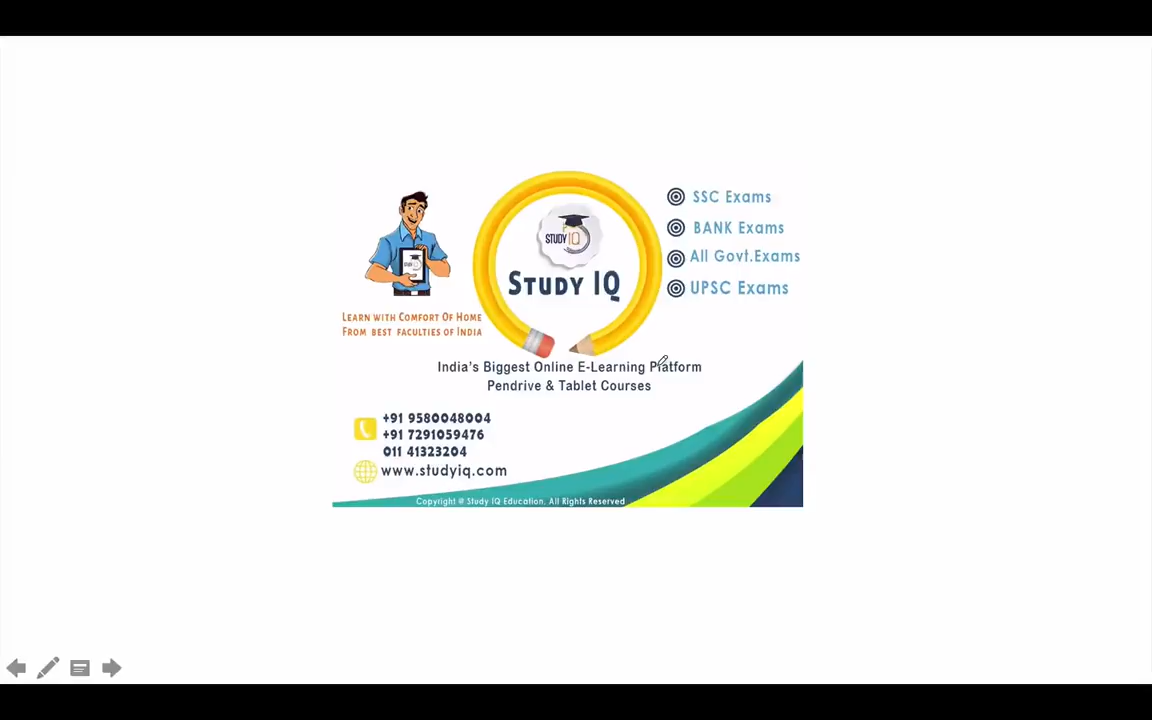 SSC Exams
BANK Exams
All Govt.Exams
UPSC Exams
STUDY IQ
STUDY IQ
LEARN WITH COMFORT OF HOME
FROM BEST FACULTIES OF INDIA
India's Biggest Online E-Learning Platform
Pendrive & Tablet Courses
+91 9580048004
+91 7291059476
011 41323204
www.studyiq.com
Copyright @ Study IQ Education, All Rights Reserved